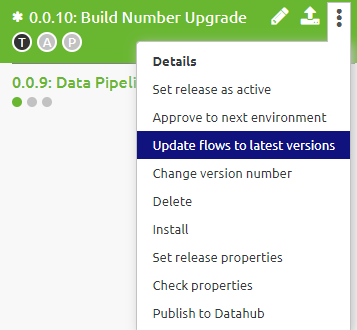 ✱ 0.0.10: Build Number Upgrade
T A P
0.0.9: Data Pipeli
Details
Set release as active
Approve to next environment
Update flows to latest versions
Change version number
Delete
Install
Set release properties
Check properties
Publish to Datahub